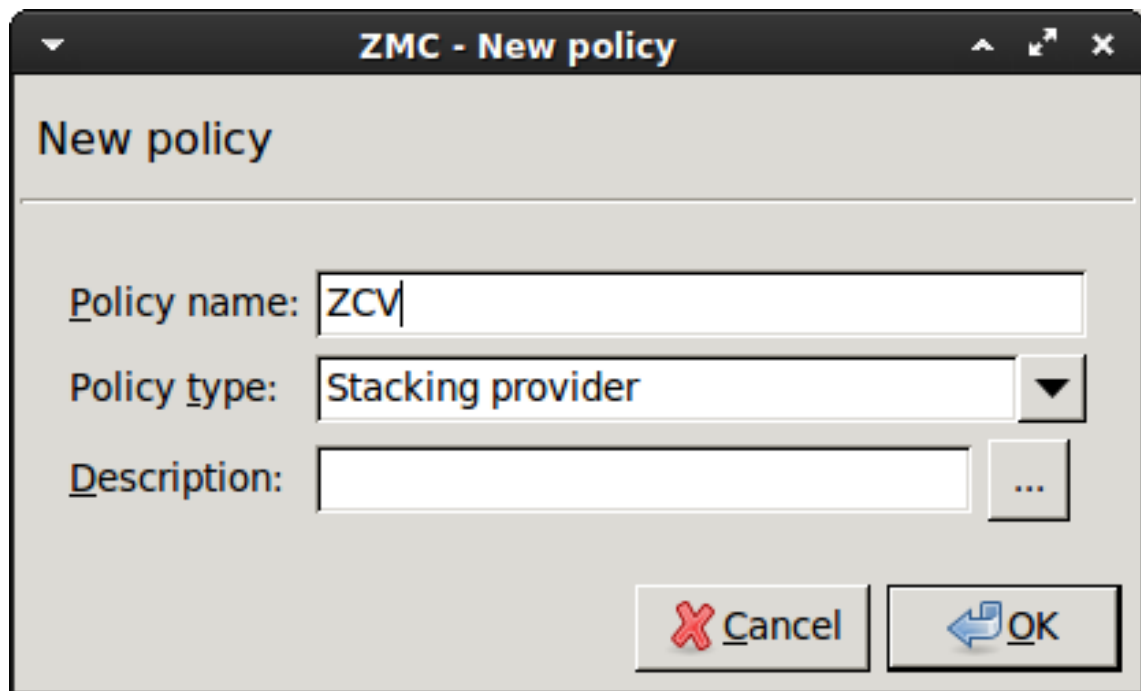 ZMC - New policy
New policy
Policy name: ZCV
Policy type: Stacking provider
Description: ...
Cancel OK